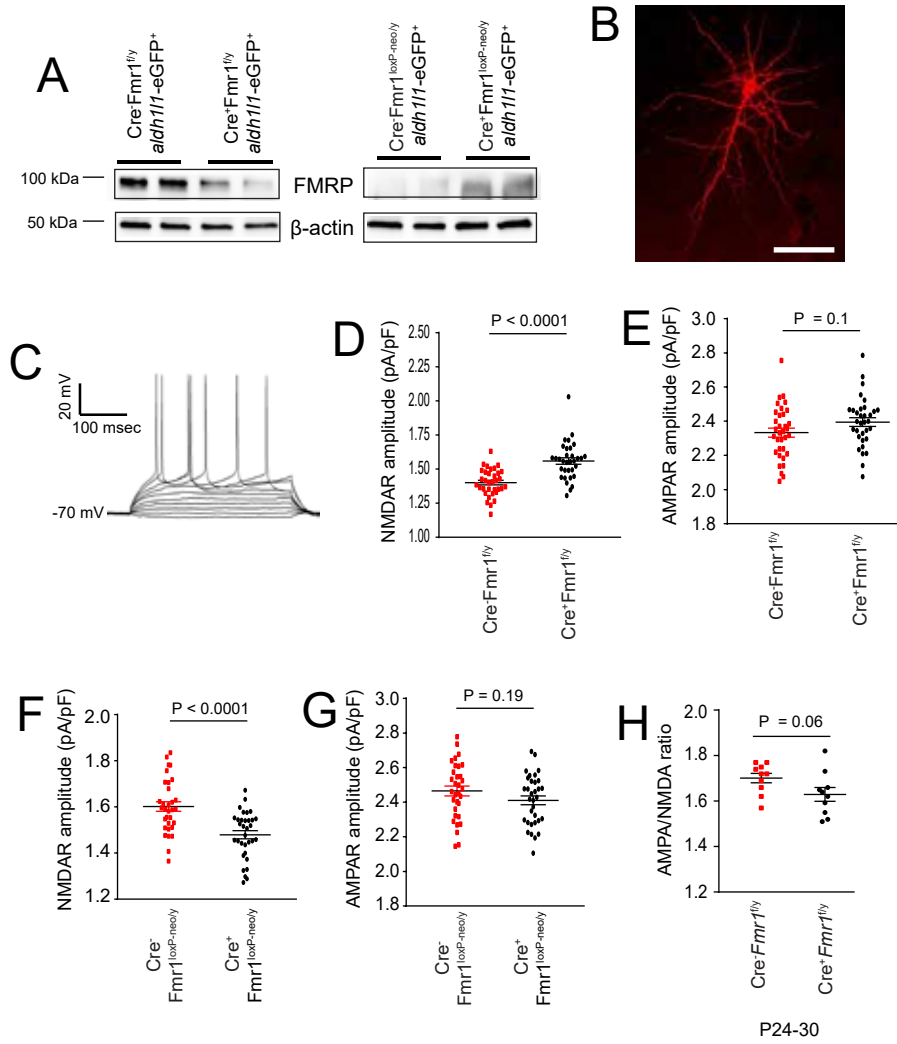 A
Cre⁻Fmr1ᶠ/ʸ
aldh1l1-eGFP⁺
Cre⁺Fmr1ᶠ/ʸ
aldh1l1-eGFP⁺
Cre⁻Fmr1ˡᵒˣᴾ⁻ⁿᵉᵒ/ʸ
aldh1l1-eGFP⁺
Cre⁺Fmr1ˡᵒˣᴾ⁻ⁿᵉᵒ/ʸ
aldh1l1-eGFP⁺
100 kDa
FMRP
50 kDa
β-actin
B
C
20 mV
100 msec
-70 mV
D
NMDAR amplitude (pA/pF)
P < 0.0001
2.50
2.25
2.00
1.75
1.50
1.25
1.00
Cre⁻Fmr1ᶠ/ʸ
Cre⁺Fmr1ᶠ/ʸ
E
AMPAR amplitude (pA/pF)
P = 0.1
3.0
2.8
2.6
2.4
2.2
2.0
1.8
Cre⁻Fmr1ᶠ/ʸ
Cre⁺Fmr1ᶠ/ʸ
F
NMDAR amplitude (pA/pF)
P < 0.0001
2.0
1.8
1.6
1.4
1.2
Cre⁻
Fmr1ˡᵒˣᴾ⁻ⁿᵉᵒ/ʸ
Cre⁺
Fmr1ˡᵒˣᴾ⁻ⁿᵉᵒ/ʸ
G
AMPAR amplitude (pA/pF)
P = 0.19
3.0
2.8
2.6
2.4
2.2
2.0
1.8
Cre⁻
Fmr1ˡᵒˣᴾ⁻ⁿᵉᵒ/ʸ
Cre⁺
Fmr1ˡᵒˣᴾ⁻ⁿᵉᵒ/ʸ
H
AMPA/NMDA ratio
P = 0.06
2.0
1.8
1.6
1.4
1.2
Cre⁻Fmr1ᶠ/ʸ
Cre⁺Fmr1ᶠ/ʸ
P24-30